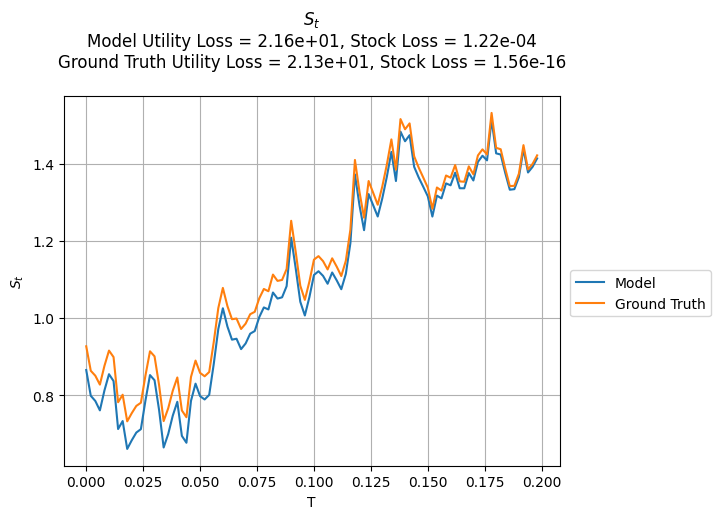 S_t
Model Utility Loss = 2.16e+01, Stock Loss = 1.22e-04
Ground Truth Utility Loss = 2.13e+01, Stock Loss = 1.56e-16
1.4
1.2
1.0
0.8
S_t
0.000 0.025 0.050 0.075 0.100 0.125 0.150 0.175 0.200
T
Model
Ground Truth